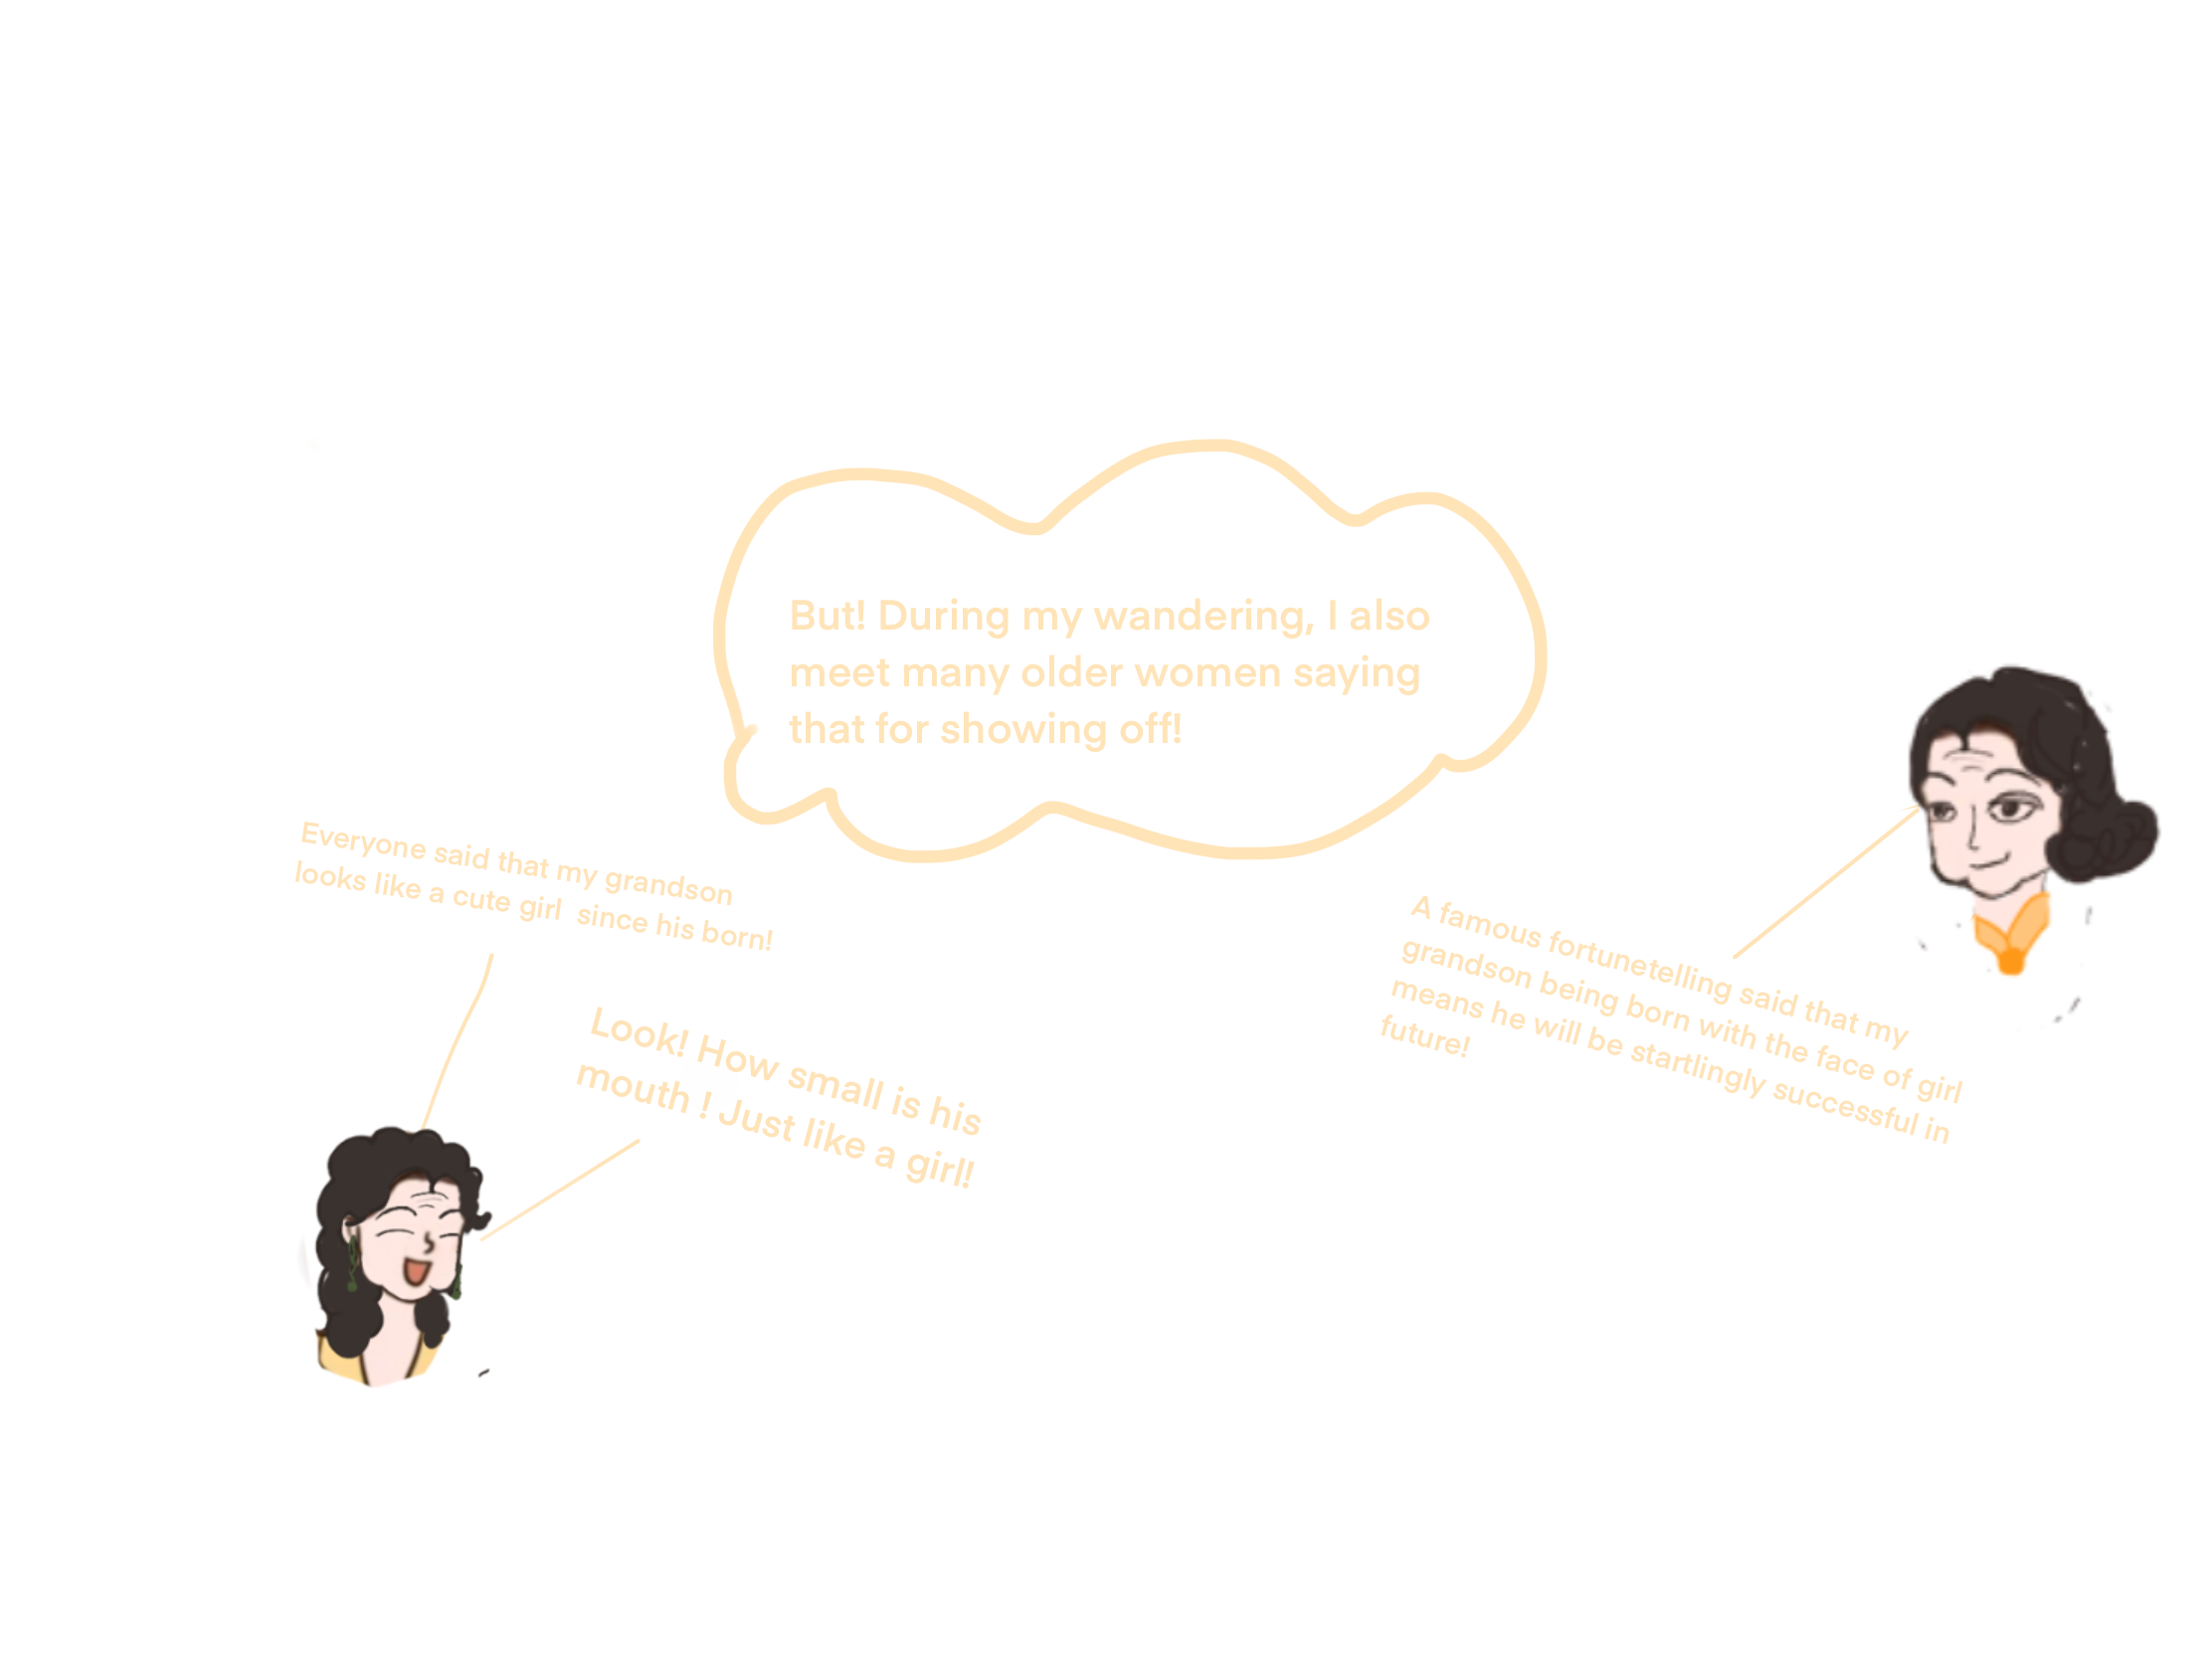 But! During my wandering, I also
meet many older women saying
that for showing off!
Everyone said that my grandson
looks like a cute girl  since his born!
Look! How small is his
mouth ! Just like a girl!
A famous fortunetelling said that my
grandson being born with the face of girl
means he will be startlingly successful in
future!